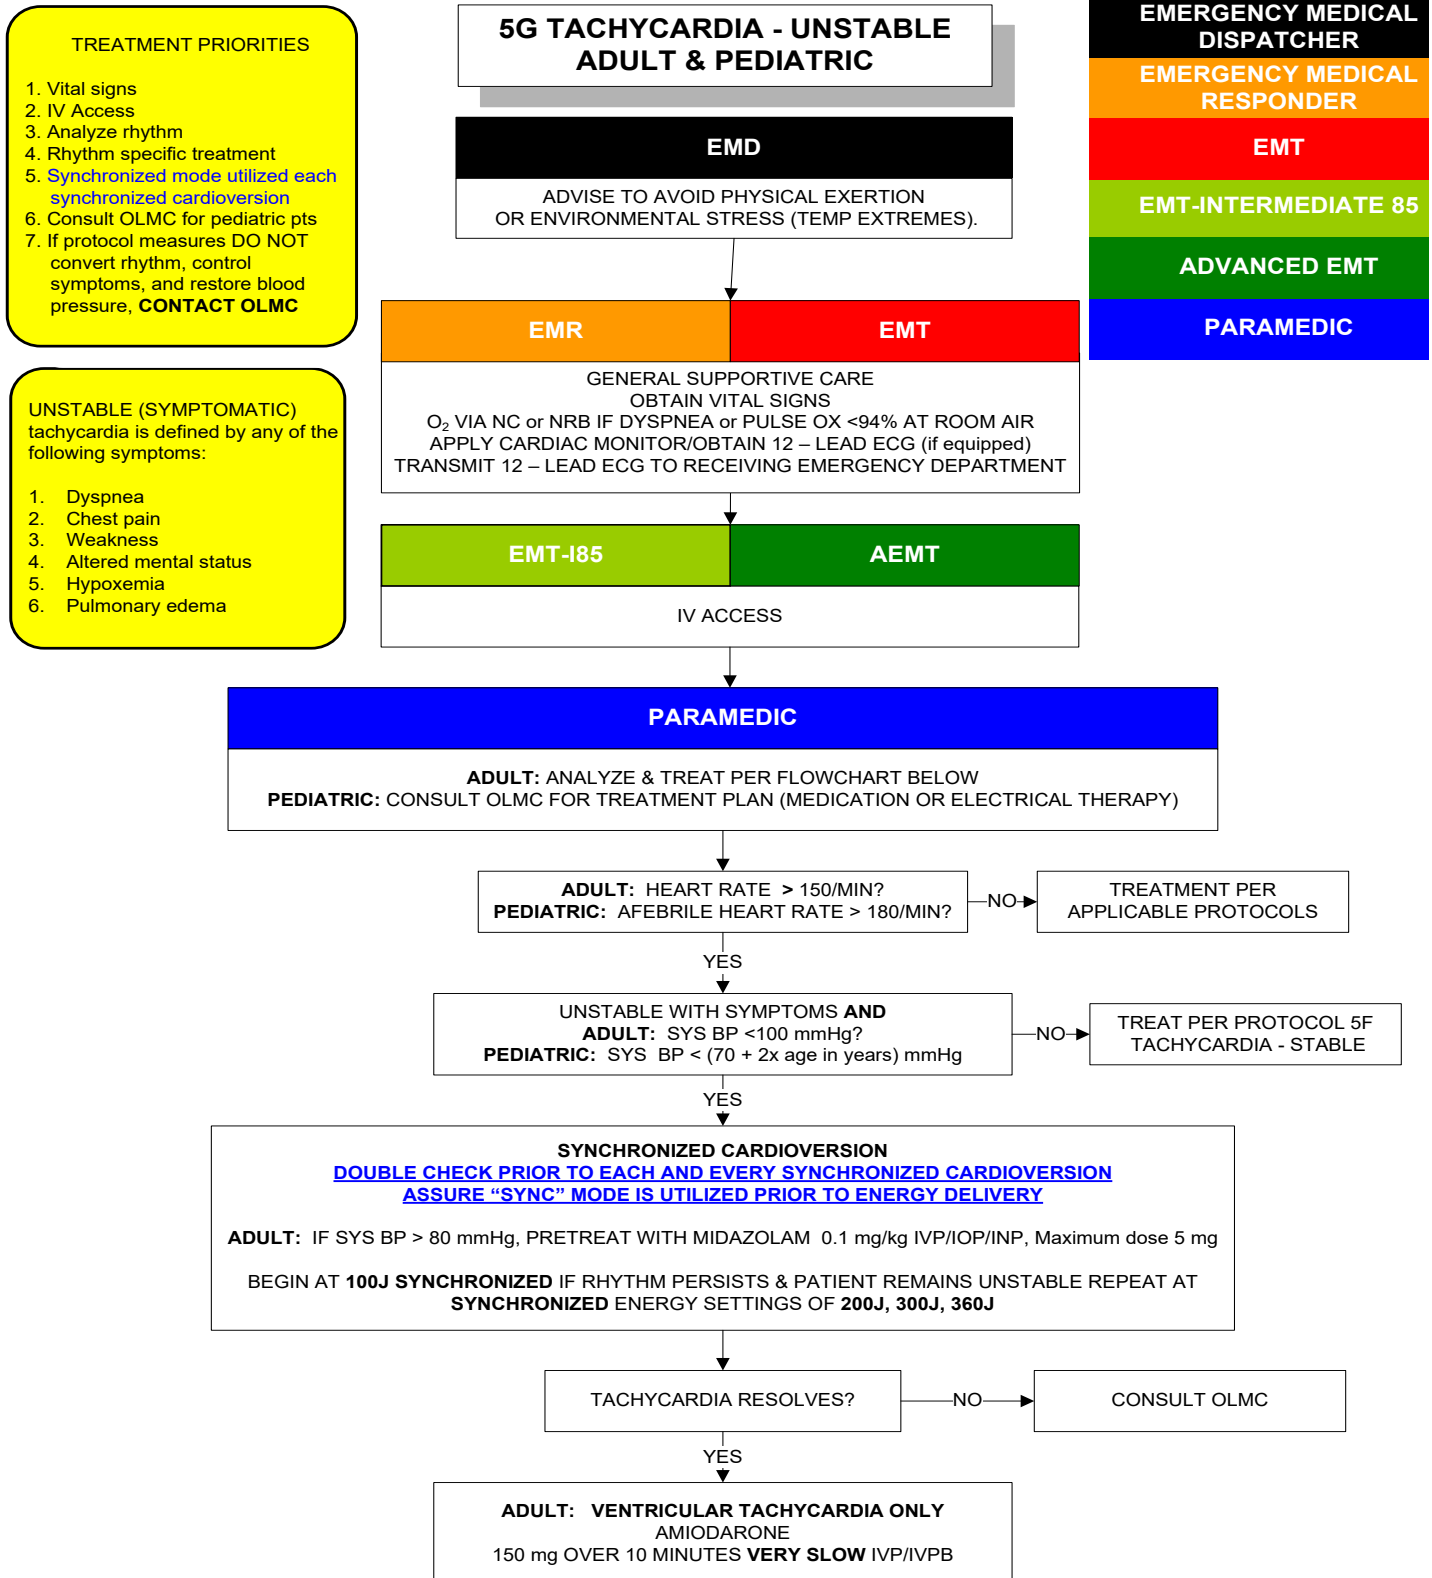 TREATMENT PRIORITIES
1. Vital signs
2. IV Access
3. Analyze rhythm
4. Rhythm specific treatment
5. Synchronized mode utilized each
synchronized cardioversion
6. Consult OLMC for pediatric pts
7. If protocol measures DO NOT
convert rhythm, control
symptoms, and restore blood
pressure, CONTACT OLMC
UNSTABLE (SYMPTOMATIC)
tachycardia is defined by any of the
following symptoms:
1. Dyspnea
2. Chest pain
3. Weakness
4. Altered mental status
5. Hypoxemia
6. Pulmonary edema
5G TACHYCARDIA - UNSTABLE
ADULT & PEDIATRIC
EMERGENCY MEDICAL
DISPATCHER
EMERGENCY MEDICAL
RESPONDER
EMT
EMT-INTERMEDIATE 85
ADVANCED EMT
PARAMEDIC
EMD
ADVISE TO AVOID PHYSICAL EXERTION
OR ENVIRONMENTAL STRESS (TEMP EXTREMES).
EMR
EMT
GENERAL SUPPORTIVE CARE
OBTAIN VITAL SIGNS
O₂ VIA NC or NRB IF DYSPNEA or PULSE OX <94% AT ROOM AIR
APPLY CARDIAC MONITOR/OBTAIN 12 – LEAD ECG (if equipped)
TRANSMIT 12 – LEAD ECG TO RECEIVING EMERGENCY DEPARTMENT
EMT-I85
AEMT
IV ACCESS
PARAMEDIC
ADULT: ANALYZE & TREAT PER FLOWCHART BELOW
PEDIATRIC: CONSULT OLMC FOR TREATMENT PLAN (MEDICATION OR ELECTRICAL THERAPY)
ADULT: HEART RATE > 150/MIN?
PEDIATRIC: AFEBRILE HEART RATE > 180/MIN?
NO
TREATMENT PER
APPLICABLE PROTOCOLS
YES
UNSTABLE WITH SYMPTOMS AND
ADULT: SYS BP <100 mmHg?
PEDIATRIC: SYS BP < (70 + 2x age in years) mmHg
NO
TREAT PER PROTOCOL 5F
TACHYCARDIA - STABLE
YES
SYNCHRONIZED CARDIOVERSION
DOUBLE CHECK PRIOR TO EACH AND EVERY SYNCHRONIZED CARDIOVERSION
ASSURE “SYNC” MODE IS UTILIZED PRIOR TO ENERGY DELIVERY
ADULT: IF SYS BP > 80 mmHg, PRETREAT WITH MIDAZOLAM 0.1 mg/kg IVP/IOP/INP, Maximum dose 5 mg
BEGIN AT 100J SYNCHRONIZED IF RHYTHM PERSISTS & PATIENT REMAINS UNSTABLE REPEAT AT
SYNCHRONIZED ENERGY SETTINGS OF 200J, 300J, 360J
TACHYCARDIA RESOLVES?
NO
CONSULT OLMC
YES
ADULT: VENTRICULAR TACHYCARDIA ONLY
AMIODARONE
150 mg OVER 10 MINUTES VERY SLOW IVP/IVPB